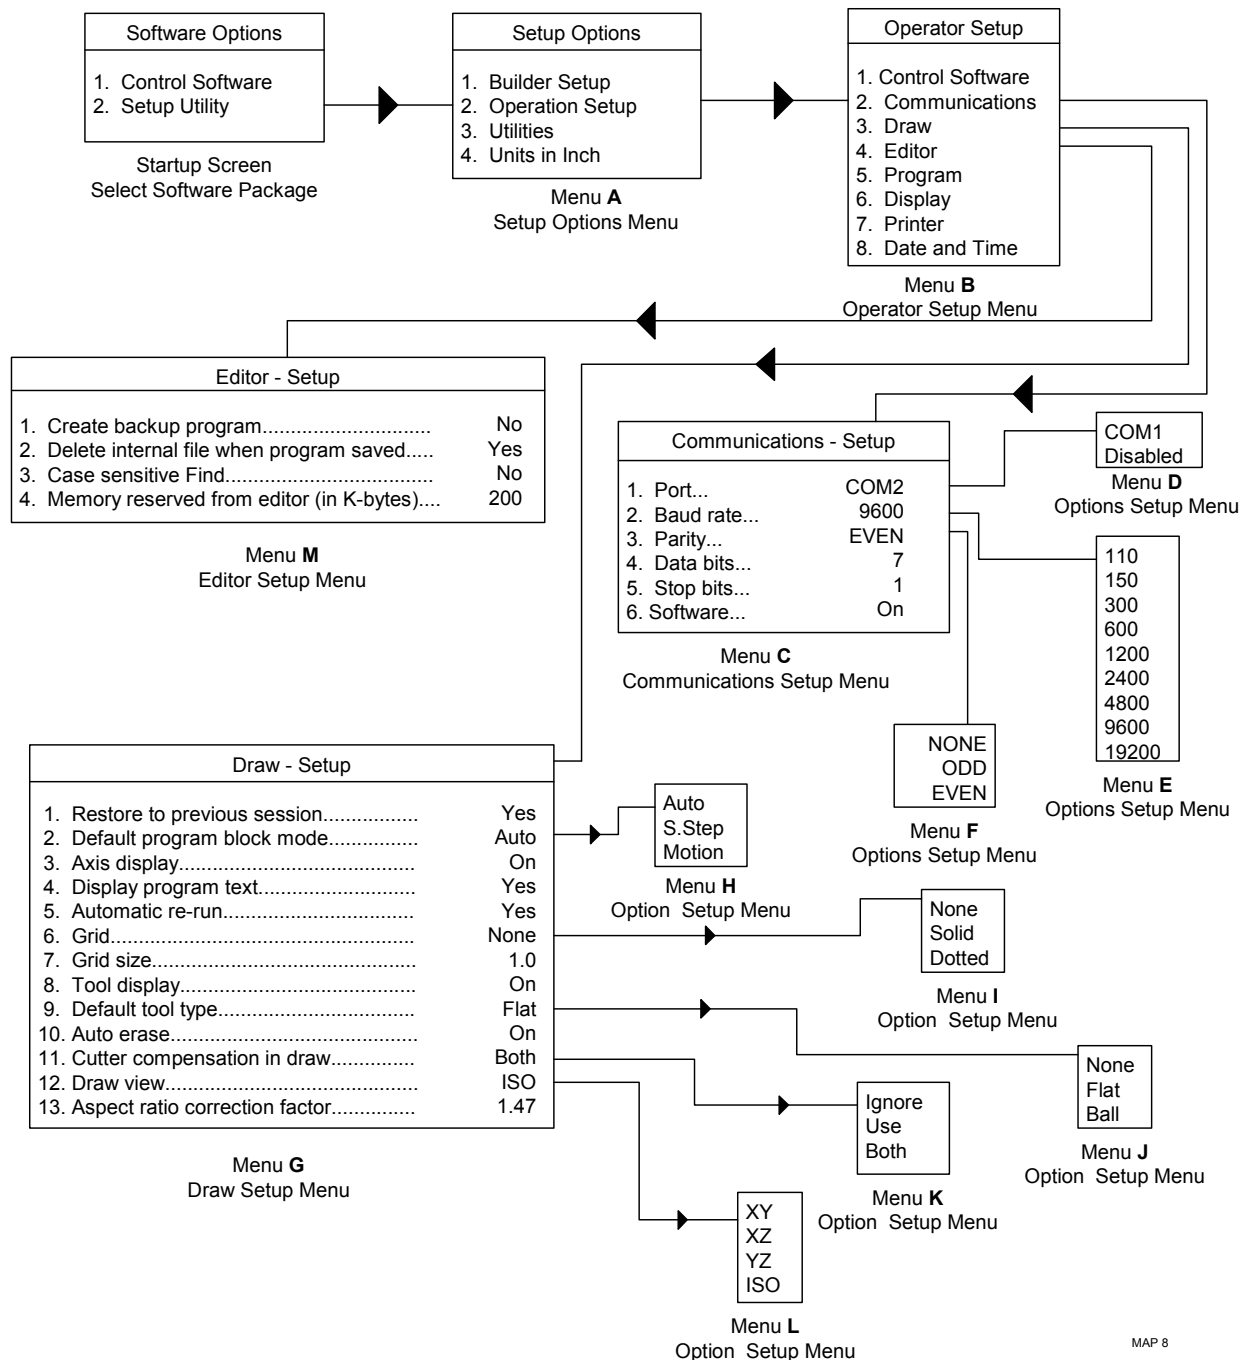 Software Options
1. Control Software
2. Setup Utility
Startup Screen
Select Software Package
Setup Options
1. Builder Setup
2. Operation Setup
3. Utilities
4. Units in Inch
Menu A
Setup Options Menu
Operator Setup
1. Control Software
2. Communications
3. Draw
4. Editor
5. Program
6. Display
7. Printer
8. Date and Time
Menu B
Operator Setup Menu
Editor - Setup
1. Create backup program.............................. No
2. Delete internal file when program saved..... Yes
3. Case sensitive Find..................................... No
4. Memory reserved from editor (in K-bytes).... 200
Menu M
Editor Setup Menu
Communications - Setup
1. Port... COM2
2. Baud rate... 9600
3. Parity... EVEN
4. Data bits... 7
5. Stop bits... 1
6. Software... On
Menu C
Communications Setup Menu
COM1
Disabled
Menu D
Options Setup Menu
110
150
300
600
1200
2400
4800
9600
19200
Menu E
Options Setup Menu
NONE
ODD
EVEN
Menu F
Options Setup Menu
Draw - Setup
1. Restore to previous session.................. Yes
2. Default program block mode................. Auto
3. Axis display............................................ On
4. Display program text.............................. Yes
5. Automatic re-run.................................... Yes
6. Grid........................................................ None
7. Grid size................................................ 1.0
8. Tool display........................................... On
9. Default tool type..................................... Flat
10. Auto erase............................................ On
11. Cutter compensation in draw............... Both
12. Draw view............................................. ISO
13. Aspect ratio correction factor............... 1.47
Menu G
Draw Setup Menu
Auto
S.Step
Motion
Menu H
Option Setup Menu
None
Solid
Dotted
Menu I
Option Setup Menu
None
Flat
Ball
Menu J
Option Setup Menu
Ignore
Use
Both
Menu K
Option Setup Menu
XY
XZ
YZ
ISO
Menu L
Option Setup Menu
MAP 8